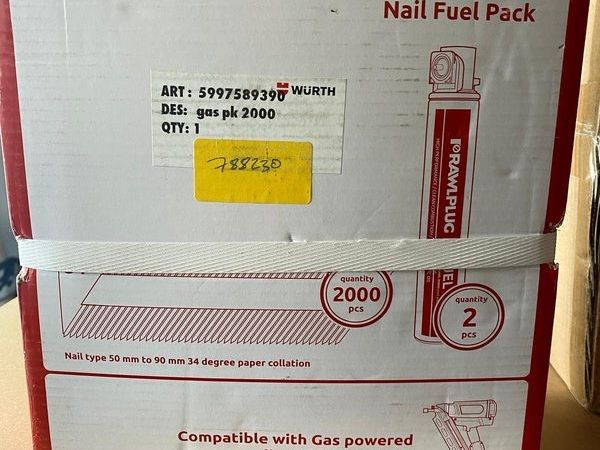 Nail Fuel Pack
ART: 5997589390
WÜRTH
DES: gas pk 2000
QTY: 1
788230
RAWLPLUG
quantity
2000
pcs
quantity
2
pcs
Nail type 50 mm to 90 mm 34 degree paper collation
Compatible with Gas powered